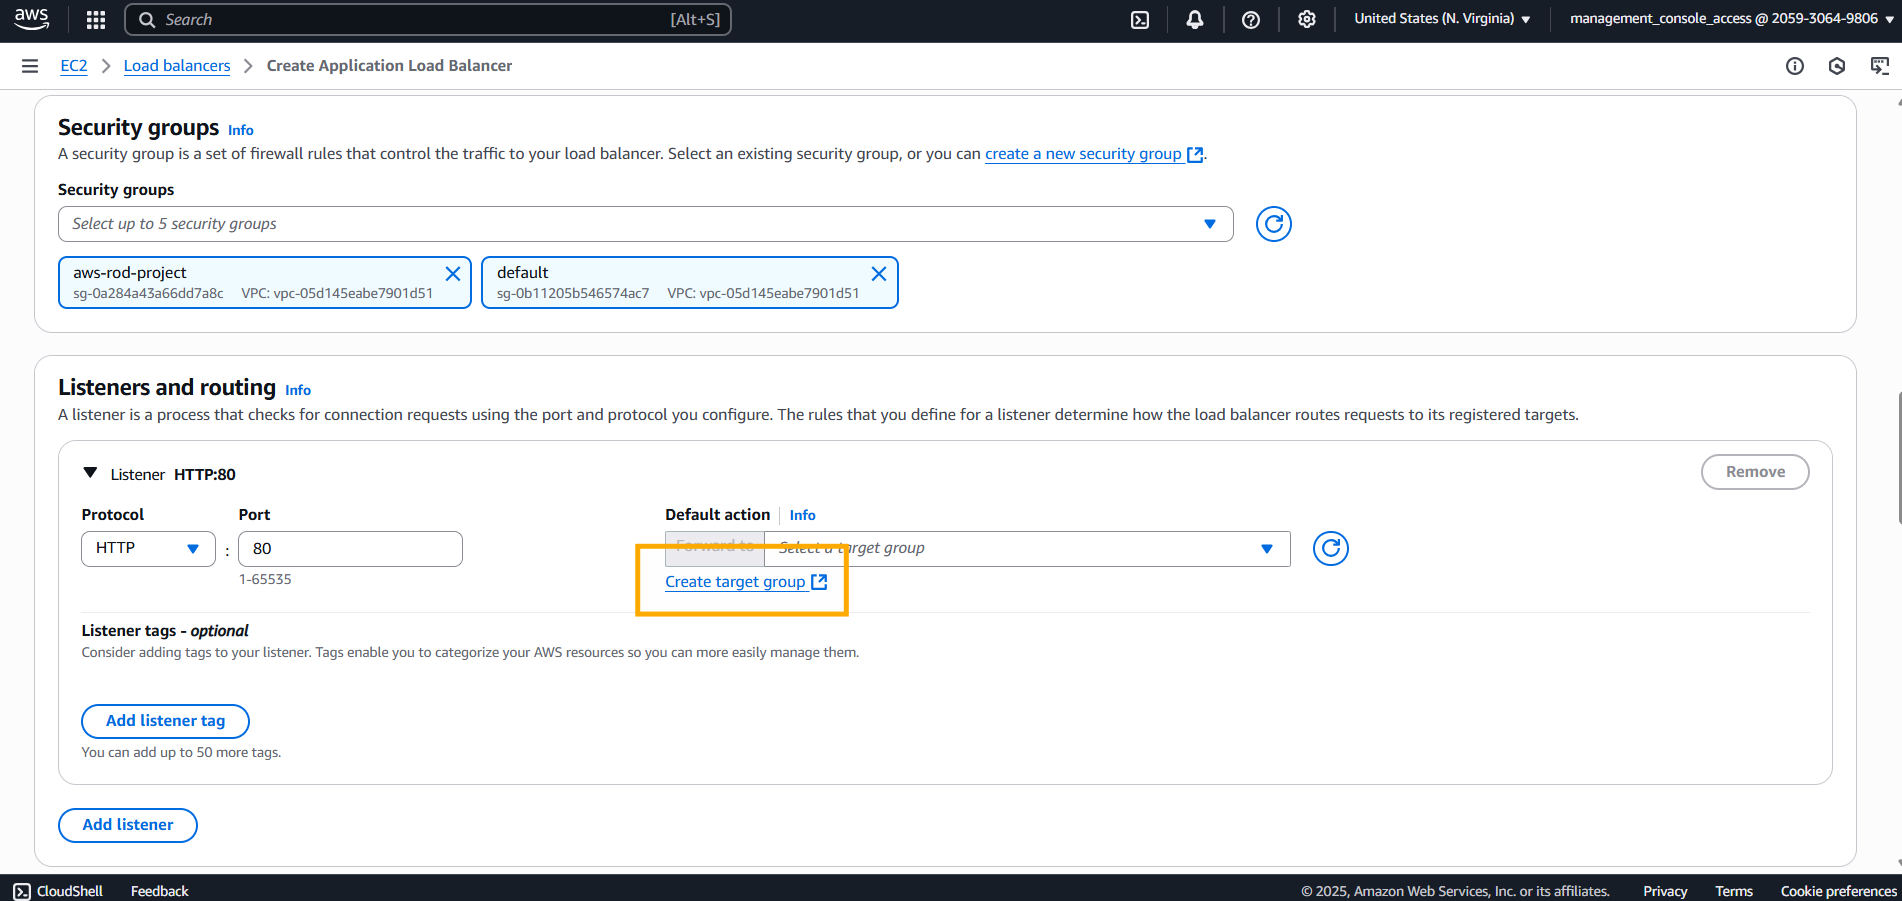 aws
Search [Alt+S] United States (N. Virginia) management_console_access @ 2059-3064-9806
EC2 Load balancers Create Application Load Balancer
Security groups Info
A security group is a set of firewall rules that control the traffic to your load balancer. Select an existing security group, or you can create a new security group.
Security groups
Select up to 5 security groups
aws-rod-project
sg-0a284a43a66dd7a8c VPC: vpc-05d145eabe7901d51
default
sg-0b11205b546574ac7 VPC: vpc-05d145eabe7901d51
Listeners and routing Info
A listener is a process that checks for connection requests using the port and protocol you configure. The rules that you define for a listener determine how the load balancer routes requests to its registered targets.
Listener HTTP:80
Remove
Protocol Port Default action Info
HTTP : 80 Forward to Select a target group
1-65535 Create target group
Listener tags - optional
Consider adding tags to your listener. Tags enable you to categorize your AWS resources so you can more easily manage them.
Add listener tag
You can add up to 50 more tags.
Add listener
CloudShell Feedback © 2025, Amazon Web Services, Inc. or its affiliates. Privacy Terms Cookie preferences